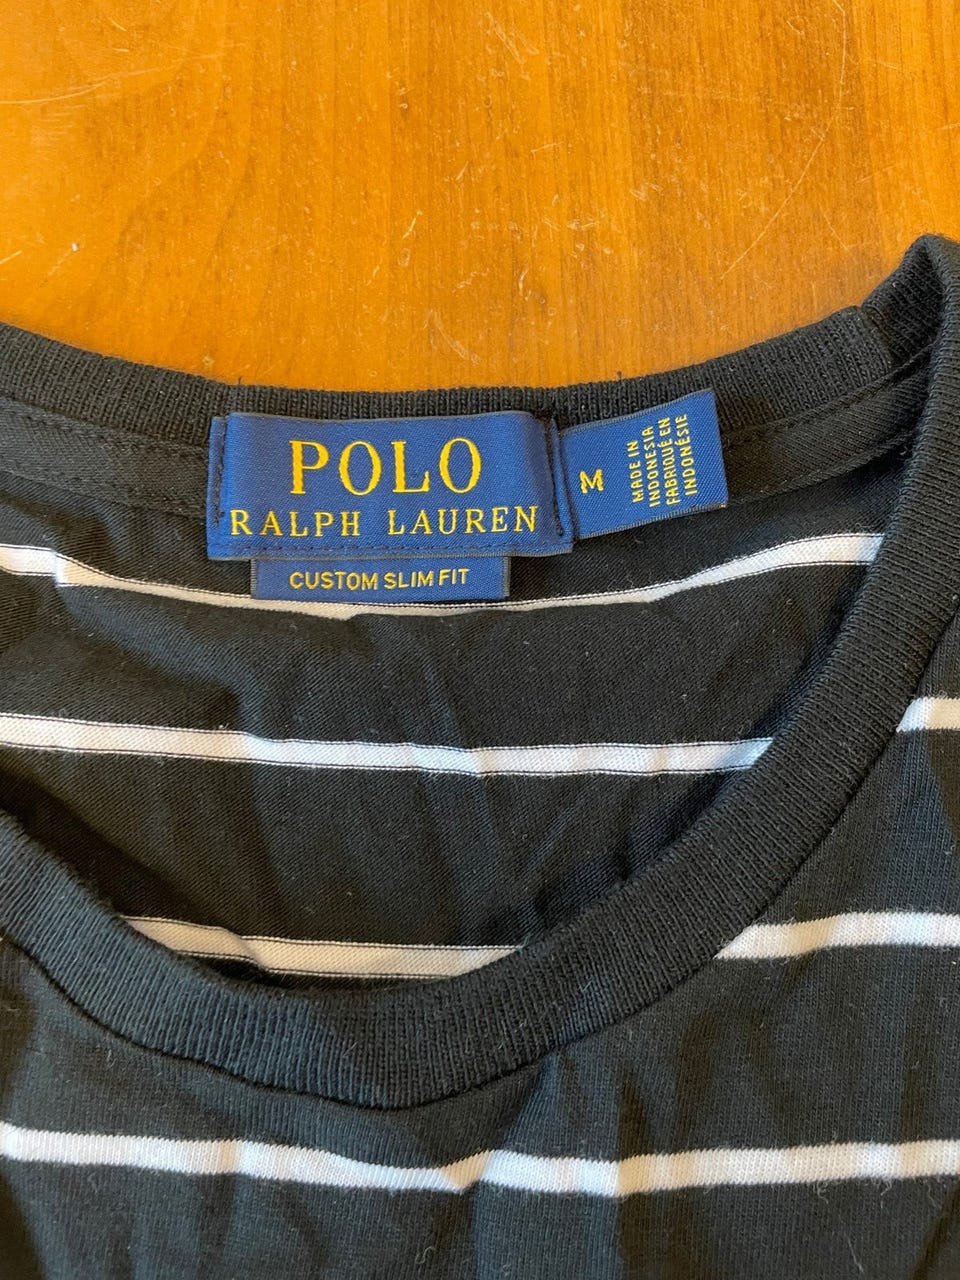 POLO
RALPH LAUREN
CUSTOM SLIM FIT
M
MADE IN
INDONESIA
FABRIQUÉ EN
INDONÉSIE